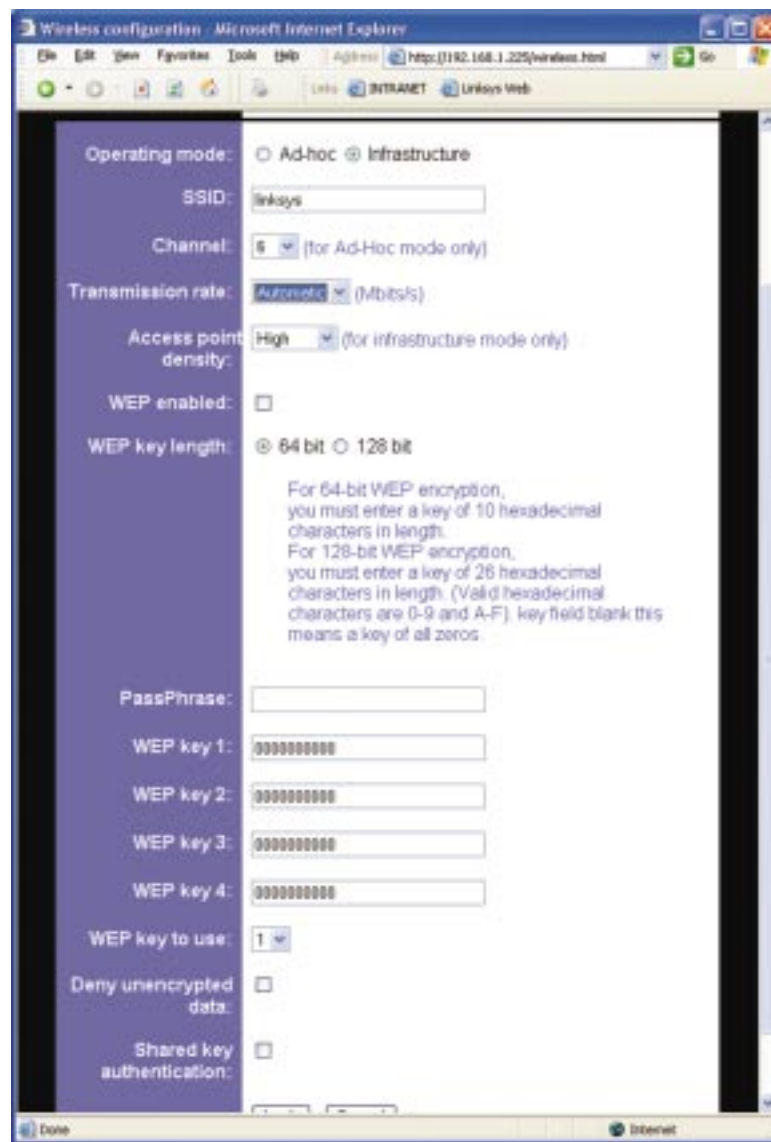 Wireless configuration - Microsoft Internet Explorer
File Edit View Favorites Tools Help Address http://192.168.1.225/wireless.html Go
Links INTRANET Linksys Web
Operating mode: Ad-hoc Infrastructure
SSID: linksys
Channel: 6 (for Ad-Hoc mode only)
Transmission rate: Automatic (Mbits/s)
Access point density: High (for infrastructure mode only)
WEP enabled:
WEP key length: 64 bit 128 bit
For 64-bit WEP encryption,
you must enter a key of 10 hexadecimal
characters in length.
For 128-bit WEP encryption,
you must enter a key of 26 hexadecimal
characters in length. (Valid hexadecimal
characters are 0-9 and A-F). key field blank this
means a key of all zeros.
PassPhrase:
WEP key 1: 0000000000
WEP key 2: 0000000000
WEP key 3: 0000000000
WEP key 4: 0000000000
WEP key to use: 1
Deny unencrypted
data:
Shared key
authentication:
Done Internet